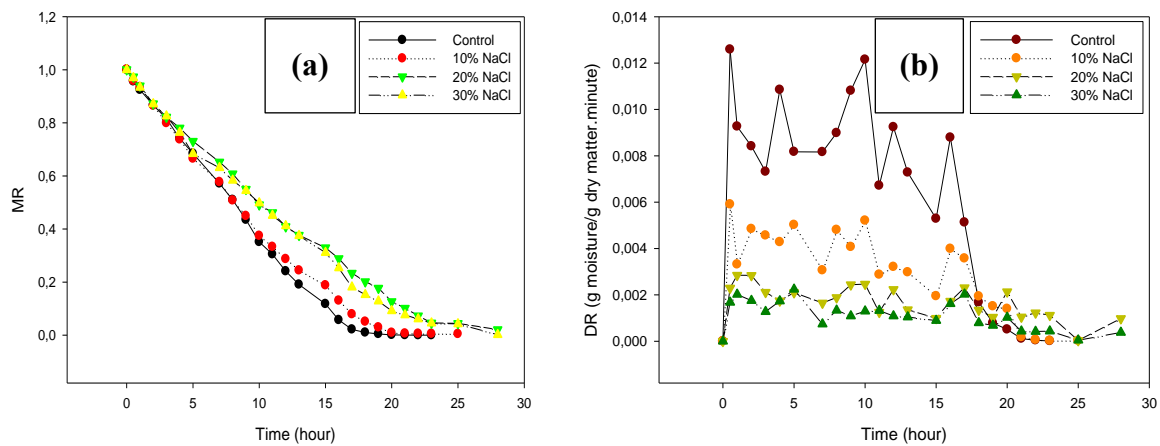 1,2
1,0
0,8
0,6
0,4
0,2
0,0
MR
(a)
Control
10% NaCl
20% NaCl
30% NaCl
0 5 10 15 20 25 30
Time (hour)
0,014
0,012
0,010
0,008
0,006
0,004
0,002
0,000
DR (g moisture/g dry matter.minute)
(b)
Control
10% NaCl
20% NaCl
30% NaCl
0 5 10 15 20 25 30
Time (hour)